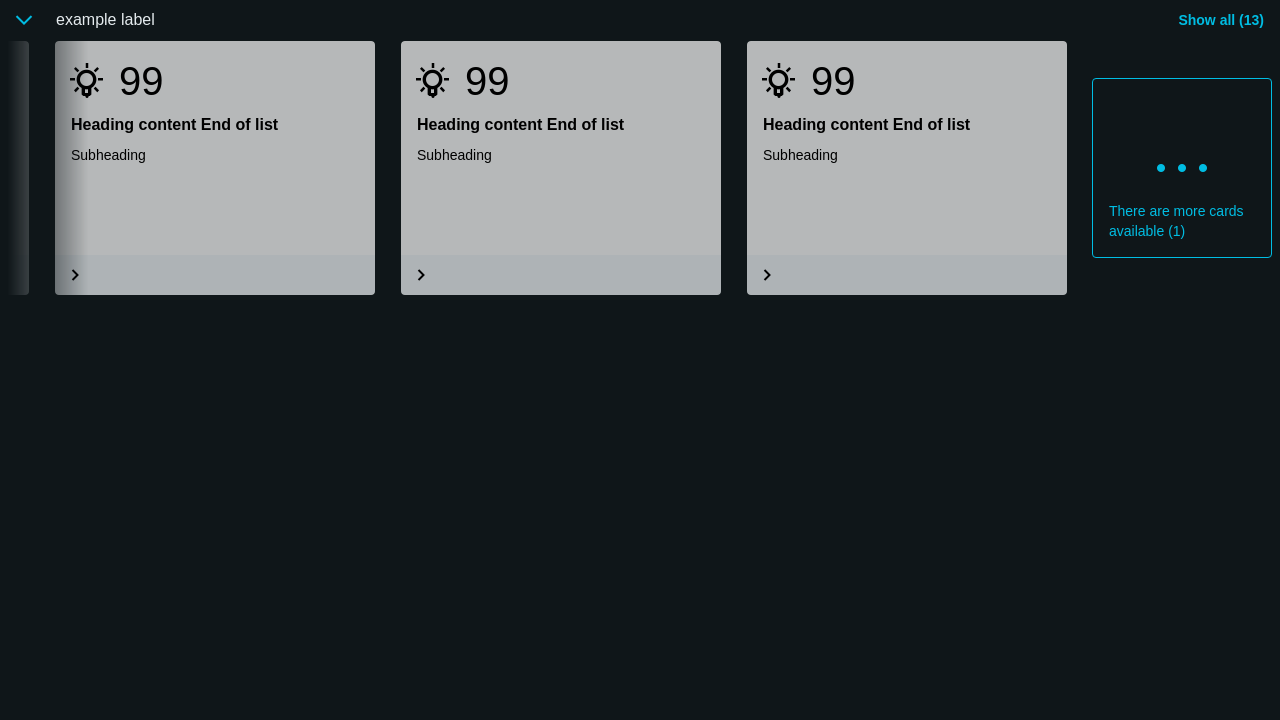 example label
Show all (13)
99
Heading content End of list
Subheading
99
Heading content End of list
Subheading
99
Heading content End of list
Subheading
There are more cards
available (1)